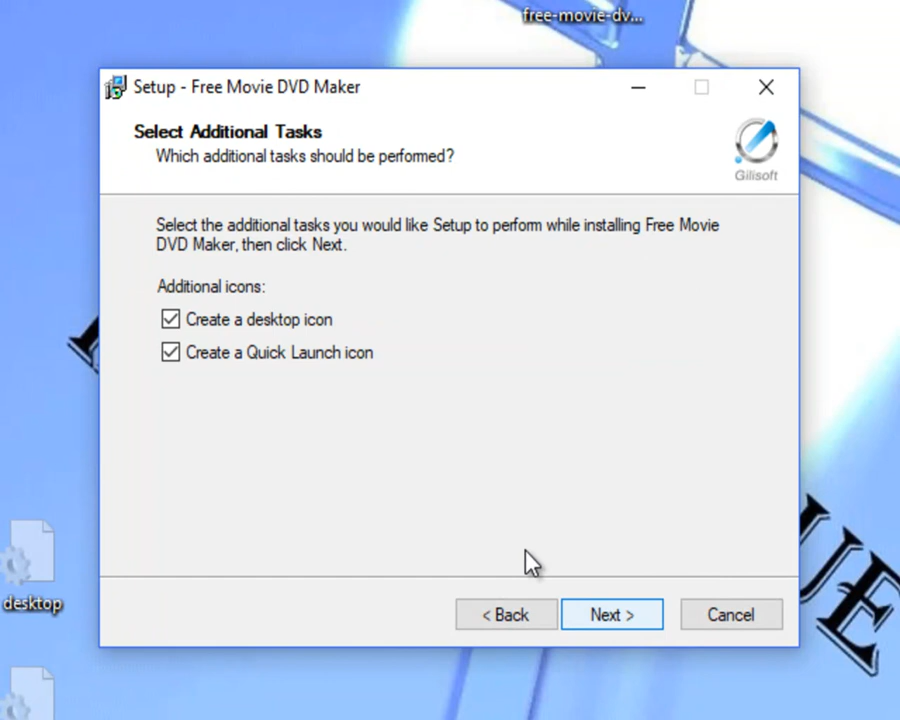 free-movie-dv...
Setup - Free Movie DVD Maker
Select Additional Tasks
Which additional tasks should be performed?
Gilisoft
Select the additional tasks you would like Setup to perform while installing Free Movie
DVD Maker, then click Next.
Additional icons:
Create a desktop icon
Create a Quick Launch icon
desktop
< Back
Next >
Cancel